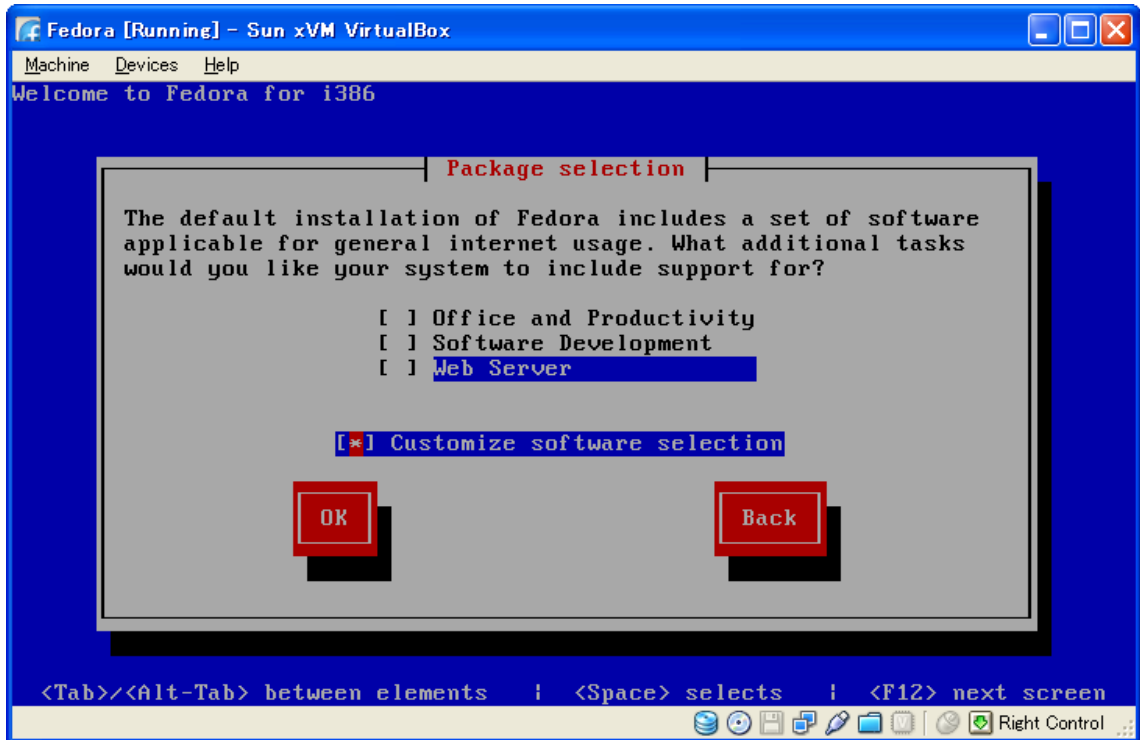 Fedora [Running] - Sun xVM VirtualBox
Machine Devices Help
Welcome to Fedora for i386
Package selection
The default installation of Fedora includes a set of software
applicable for general internet usage. What additional tasks
would you like your system to include support for?
[ ] Office and Productivity
[ ] Software Development
[ ] Web Server
[*] Customize software selection
OK Back
<Tab>/<Alt-Tab> between elements | <Space> selects | <F12> next screen
Right Control